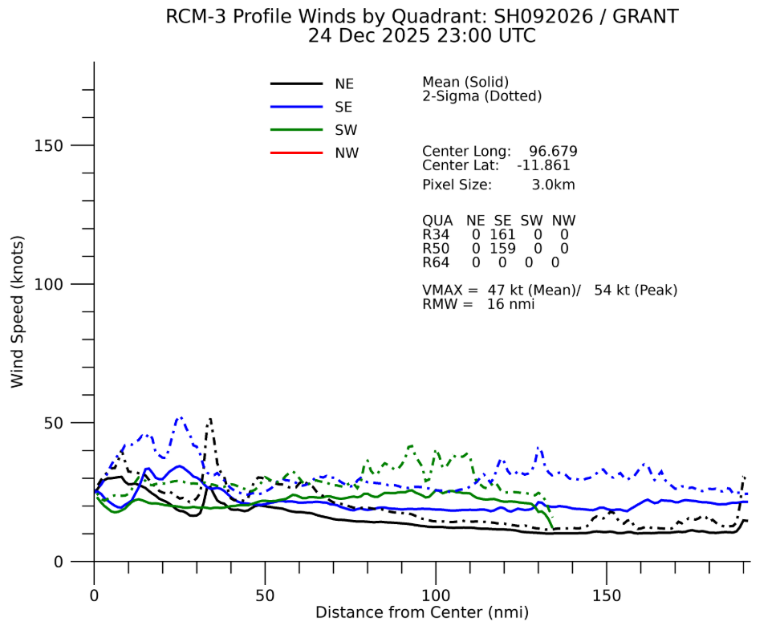 RCM-3 Profile Winds by Quadrant: SH092026 / GRANT
24 Dec 2025 23:00 UTC
NE
SE
SW
NW
Mean (Solid)
2-Sigma (Dotted)
Center Long: 96.679
Center Lat: -11.861
Pixel Size: 3.0km
QUA NE SE SW NW
R34 0 161 0 0
R50 0 159 0 0
R64 0 0 0 0
VMAX = 47 kt (Mean)/ 54 kt (Peak)
RMW = 16 nmi
Wind Speed (knots)
150
100
50
0
0 50 100 150
Distance from Center (nmi)